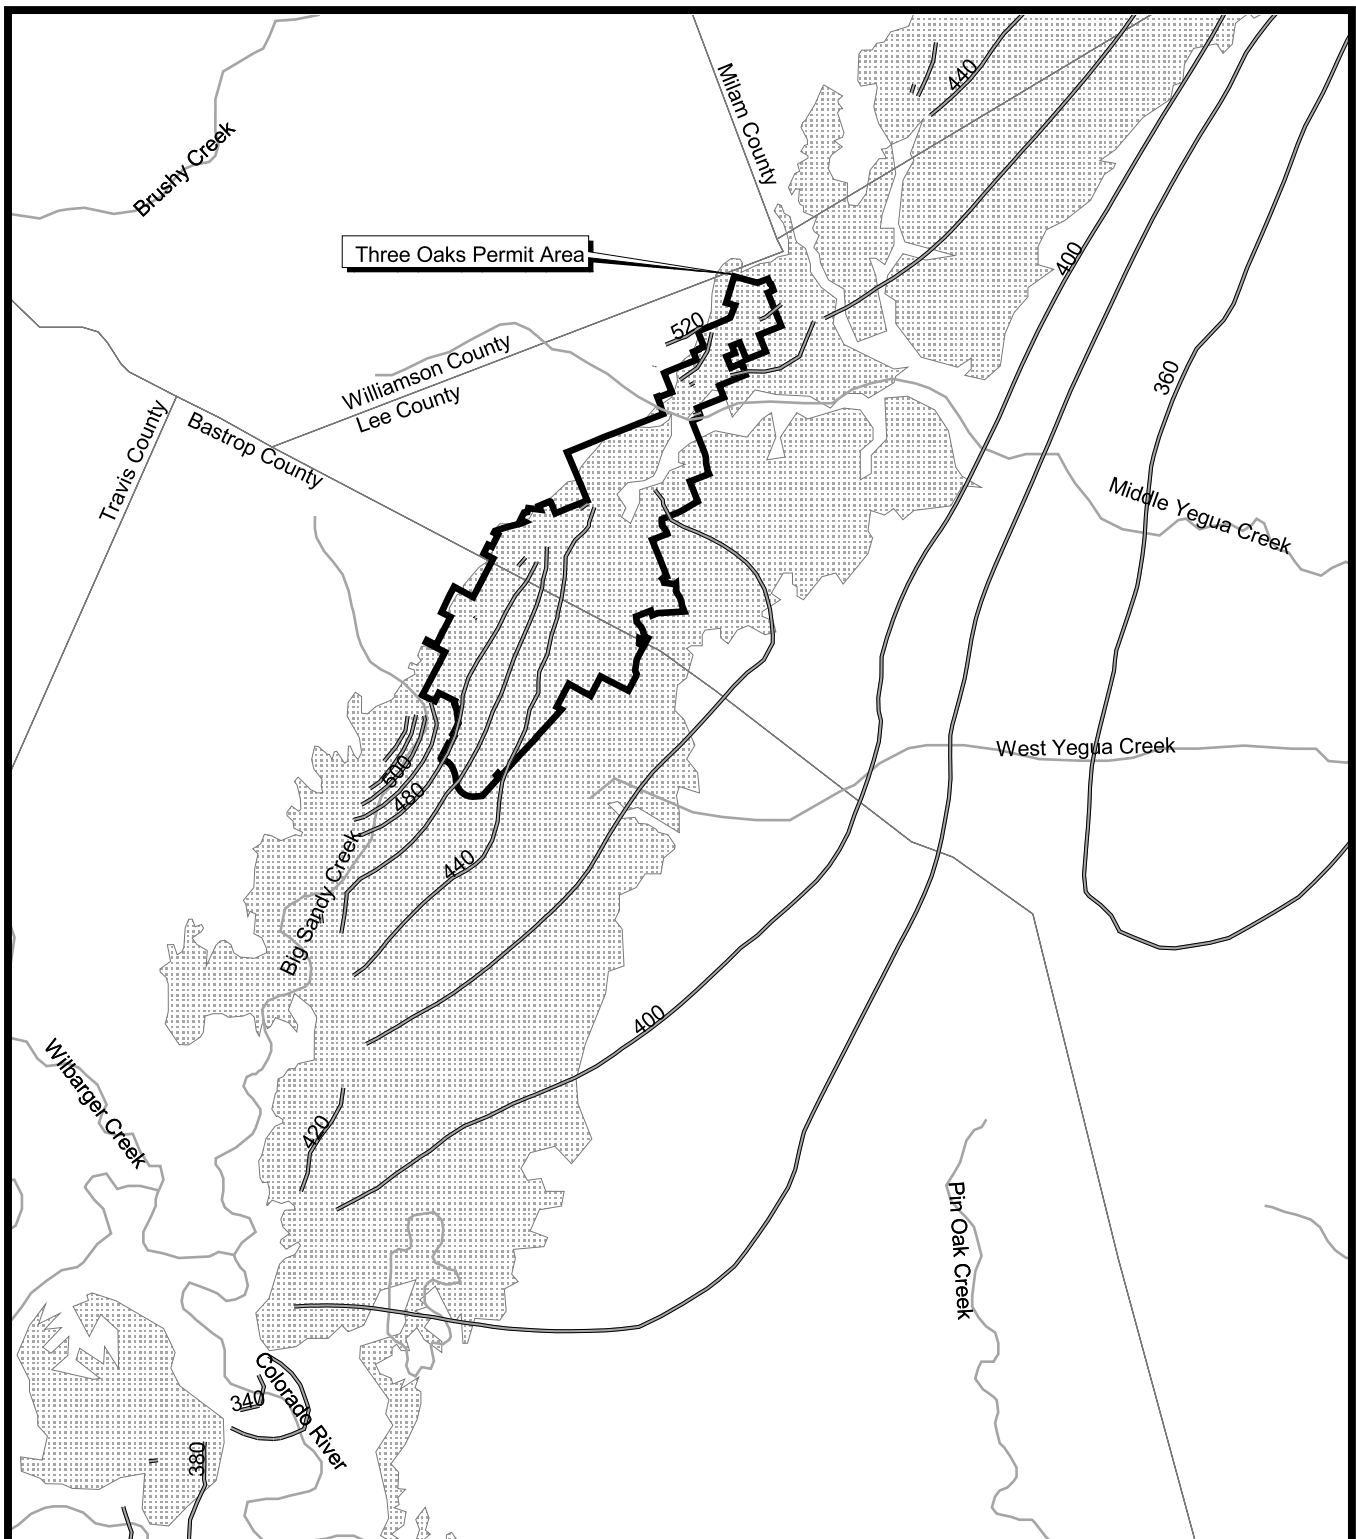 440
Milam County
Brushy Creek
Three Oaks Permit Area
400
520
Williamson County
Lee County
360
Travis County
Bastrop County
Middle Yegua Creek
West Yegua Creek
500
480
440
Big Sandy Creek
400
Wilbarger Creek
420
Pin Oak Creek
Colorado River
340
380